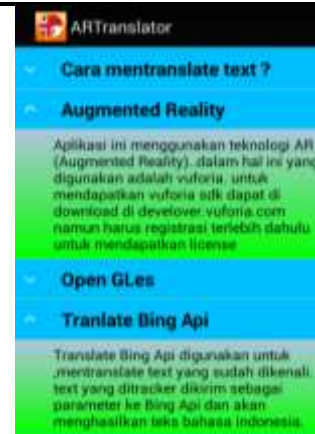 ARTranslator
Cara mentranslate text ?
Augmented Reality
Aplikasi ini menggunakan teknologi AR
(Augmented Reality). dalam hal ini yang
digunakan adalah vuforia. untuk
mendapatkan vuforia sdk dapat di
download di develover.vuforia.com
namun harus registrasi terlebih dahulu
untuk mendapatkan license
Open GLes
Tranlate Bing Api
Translate Bing Api digunakan untuk
,mentranslate text yang sudah dikenali.
text yang ditracker dikirim sebagai
parameter ke Bing Api dan akan
menghasilkan teks bahasa indonesia.